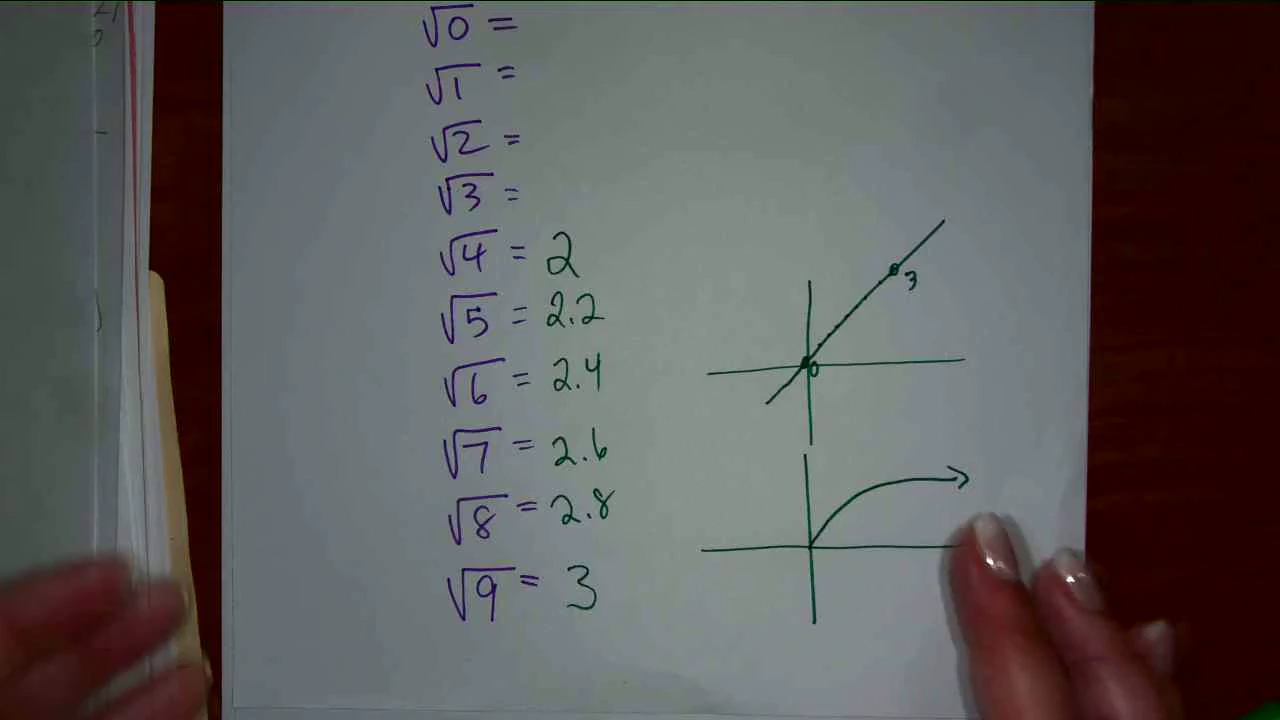 √0 =
√1 =
√2 =
√3 =
√4 = 2
√5 = 2.2
√6 = 2.4
√7 = 2.6
√8 = 2.8
√9 = 3
3
0